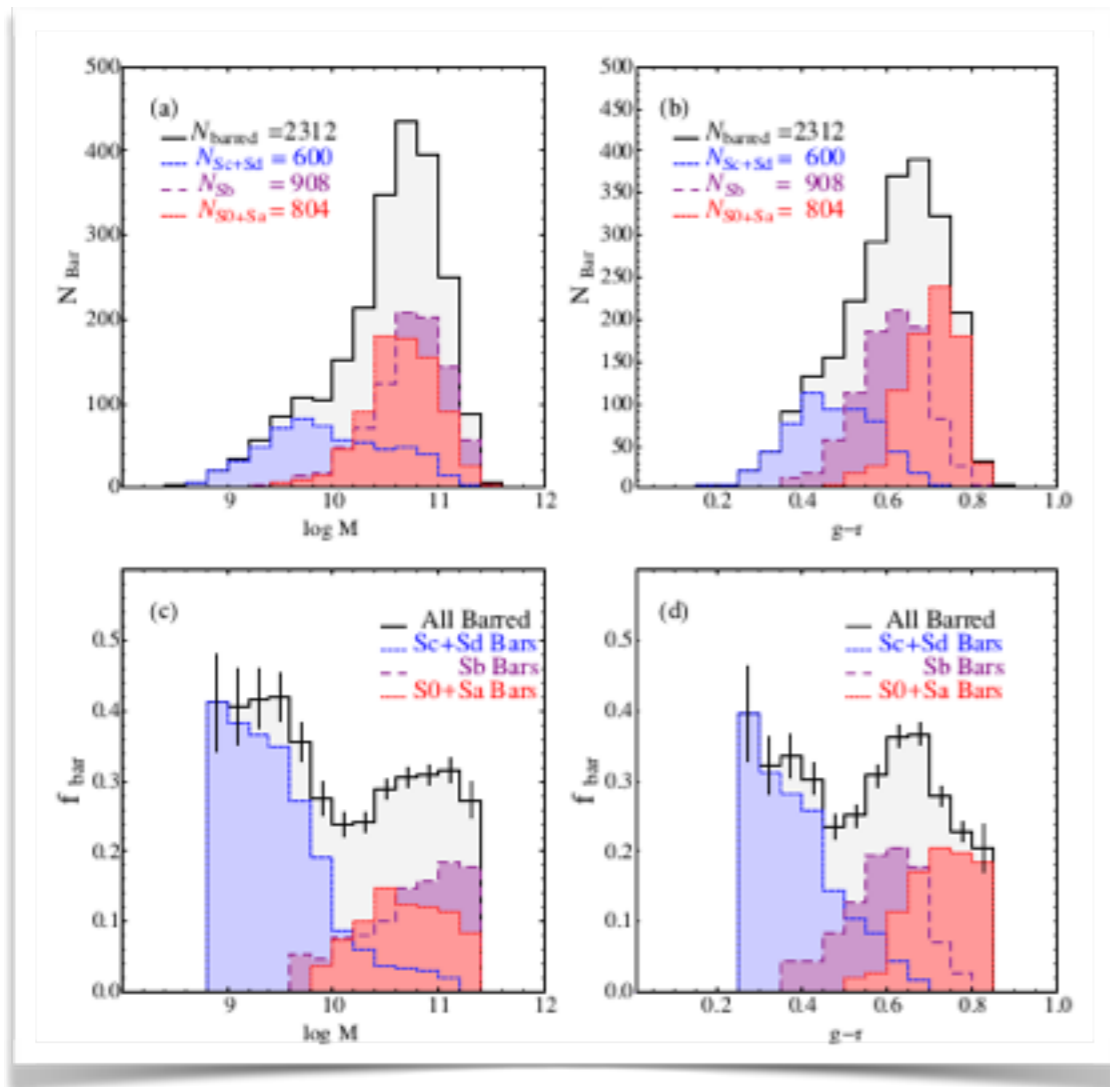 (a)
N_barred =2312
N_Sc+Sd = 600
N_Sb = 908
N_S0+Sa = 804
500
400
300
200
100
0
N Bar
9 10 11 12
log M
(b)
N_barred =2312
N_Sc+Sd = 600
N_Sb = 908
N_S0+Sa = 804
500
450
400
350
300
250
200
150
100
50
0
N Bar
0.2 0.4 0.6 0.8 1.0
g-r
(c)
All Barred
Sc+Sd Bars
Sb Bars
S0+Sa Bars
0.5
0.4
0.3
0.2
0.1
0.0
f bar
9 10 11 12
log M
(d)
All Barred
Sc+Sd Bars
Sb Bars
S0+Sa Bars
0.5
0.4
0.3
0.2
0.1
0.0
f bar
0.2 0.4 0.6 0.8 1.0
g-r